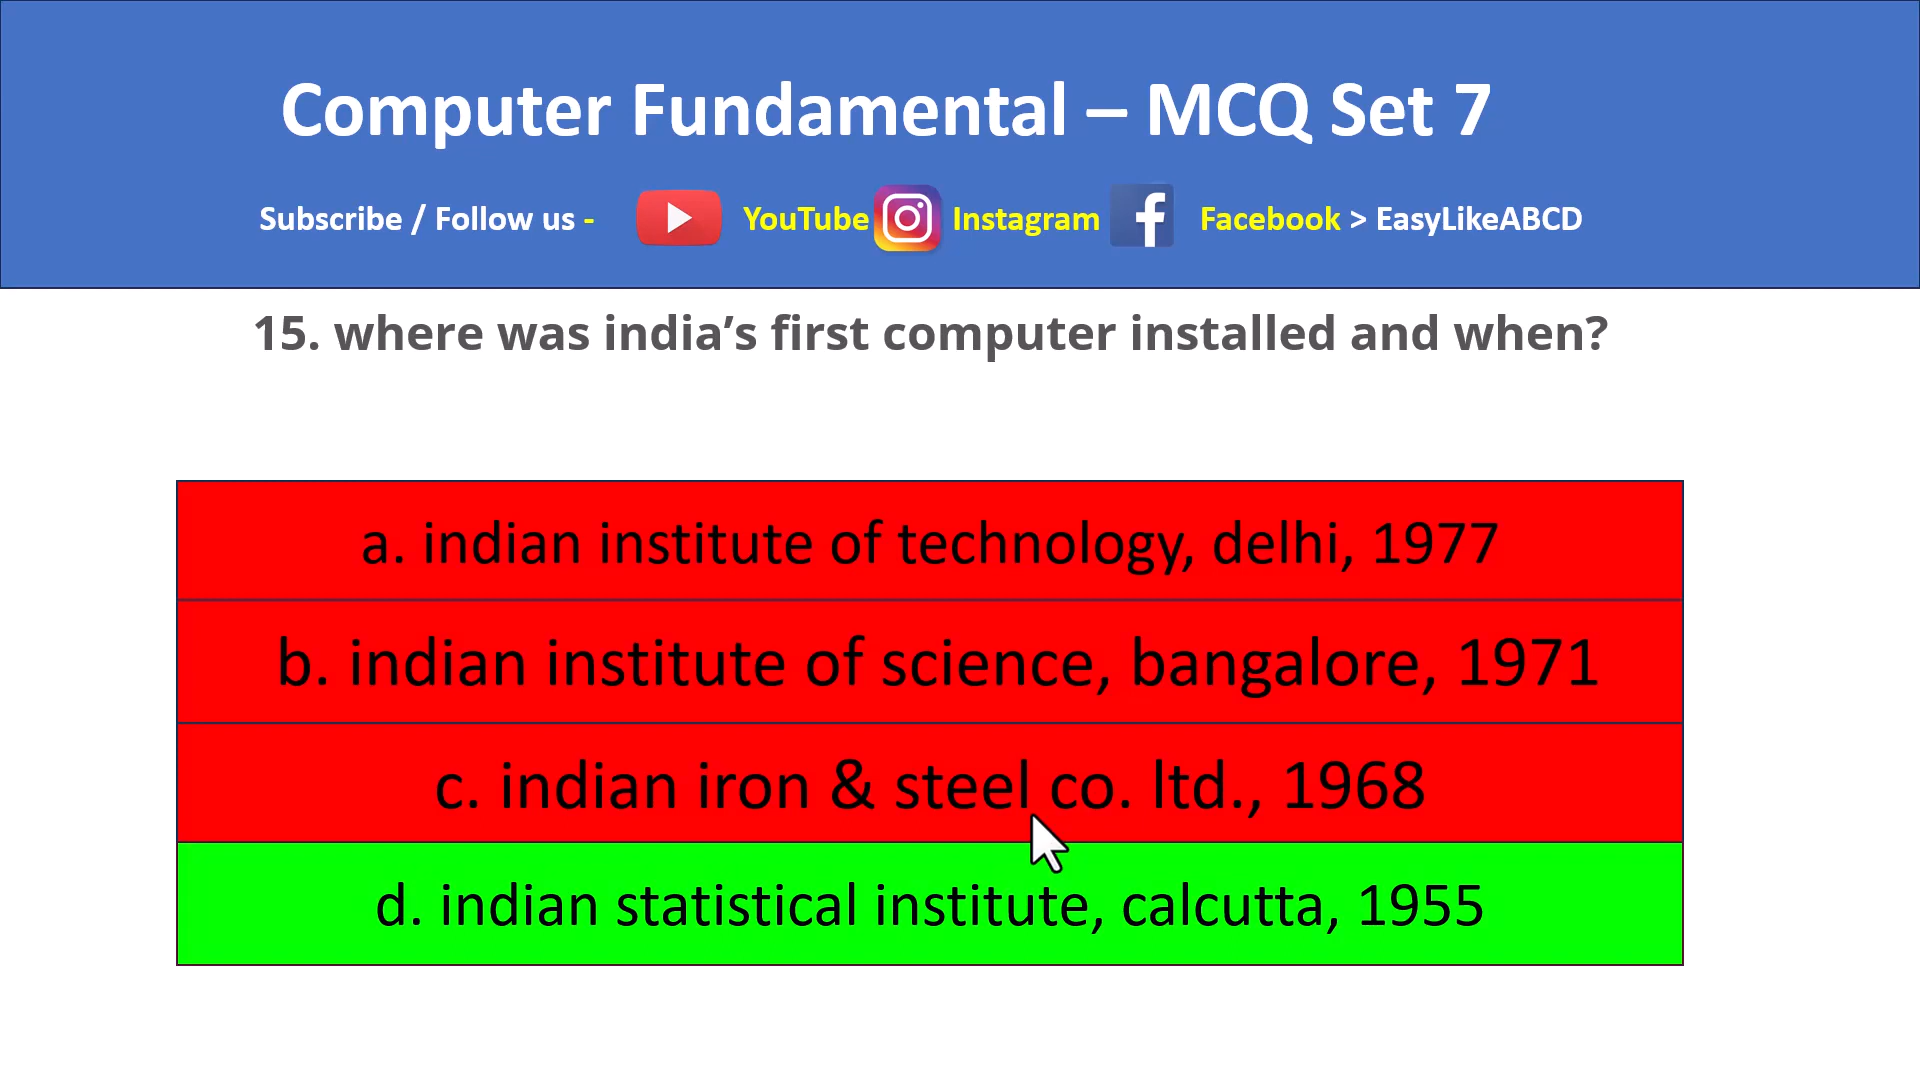 Computer Fundamental – MCQ Set 7
Subscribe / Follow us - YouTube Instagram Facebook > EasyLikeABCD
15. where was india’s first computer installed and when?
a. indian institute of technology, delhi, 1977
b. indian institute of science, bangalore, 1971
c. indian iron & steel co. ltd., 1968
d. indian statistical institute, calcutta, 1955